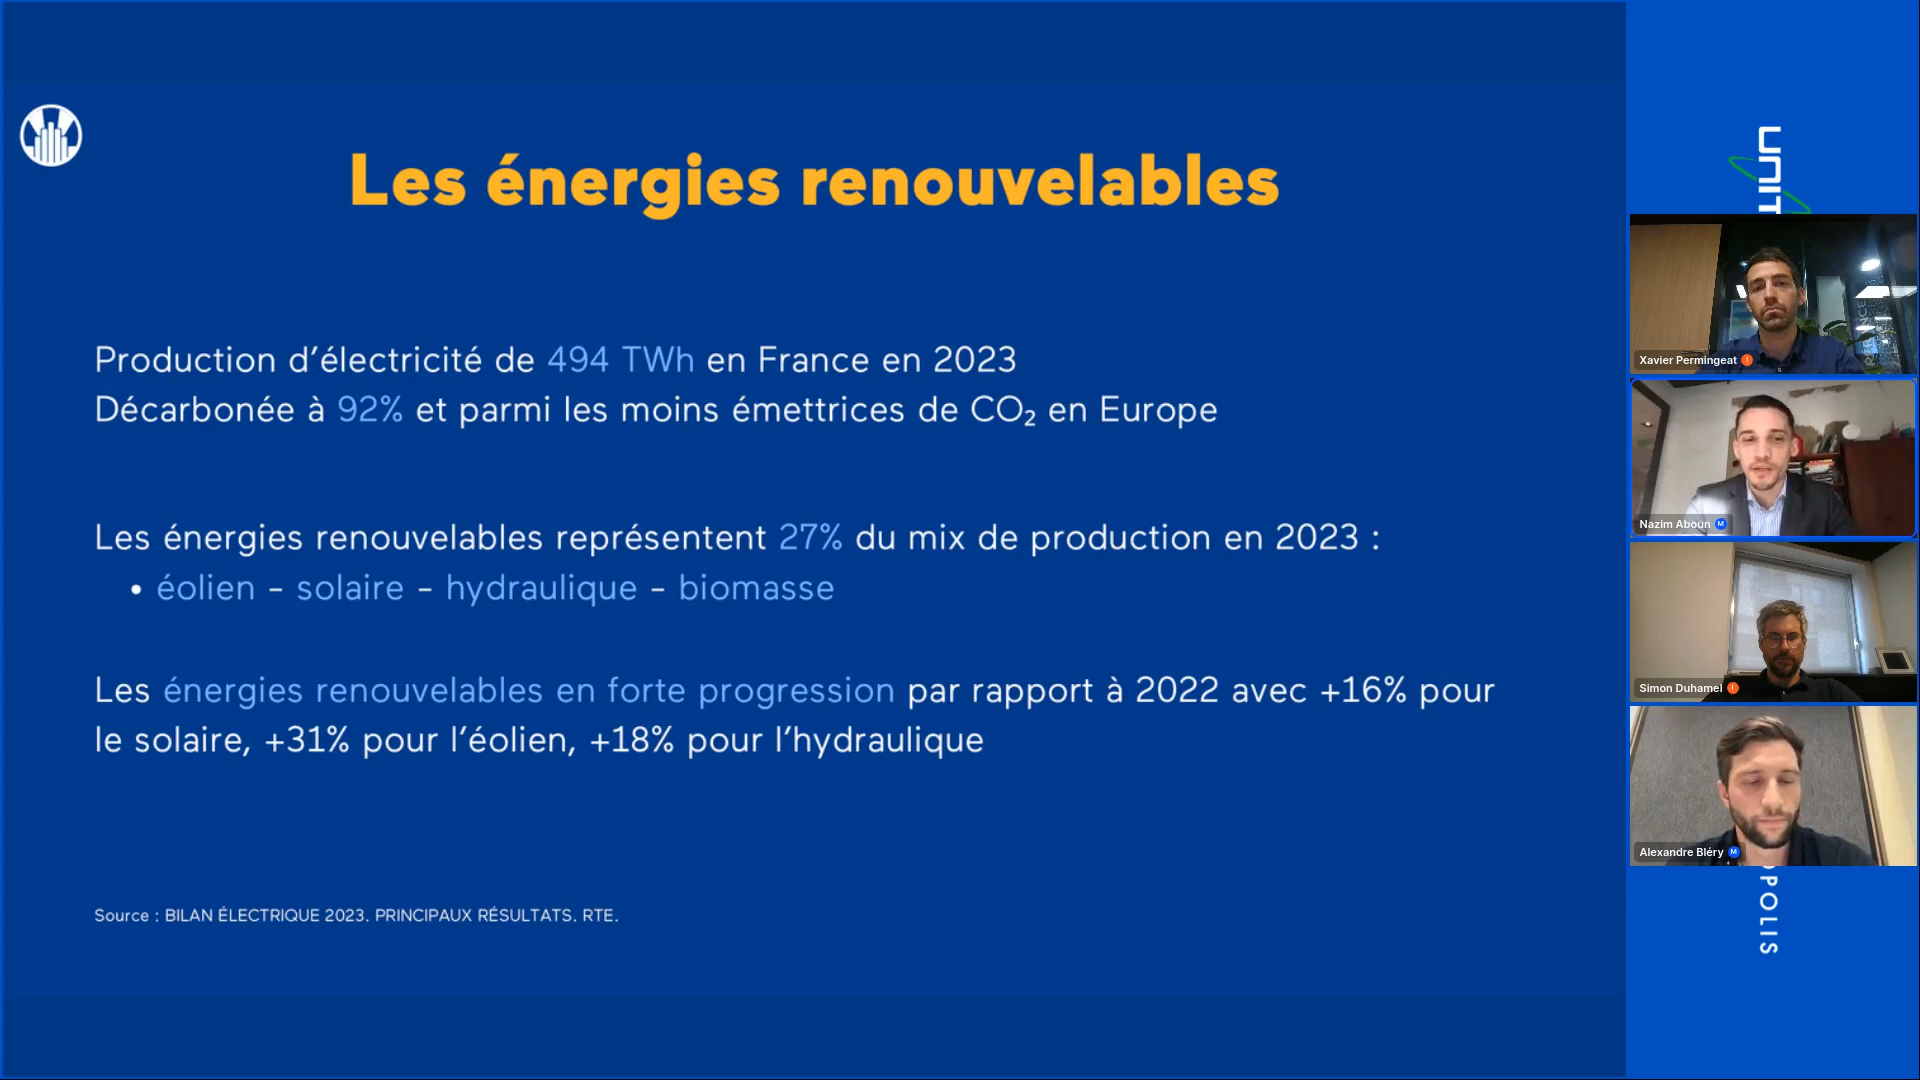 Les énergies renouvelables
Production d’électricité de 494 TWh en France en 2023
Décarbonée à 92% et parmi les moins émettrices de CO₂ en Europe
Les énergies renouvelables représentent 27% du mix de production en 2023 :
• éolien - solaire - hydraulique - biomasse
Les énergies renouvelables en forte progression par rapport à 2022 avec +16% pour
le solaire, +31% pour l’éolien, +18% pour l’hydraulique
Source : BILAN ÉLECTRIQUE 2023. PRINCIPAUX RÉSULTATS. RTE.
Xavier Permingeat
Nazim Aboun
Simon Duhamel
Alexandre Bléry